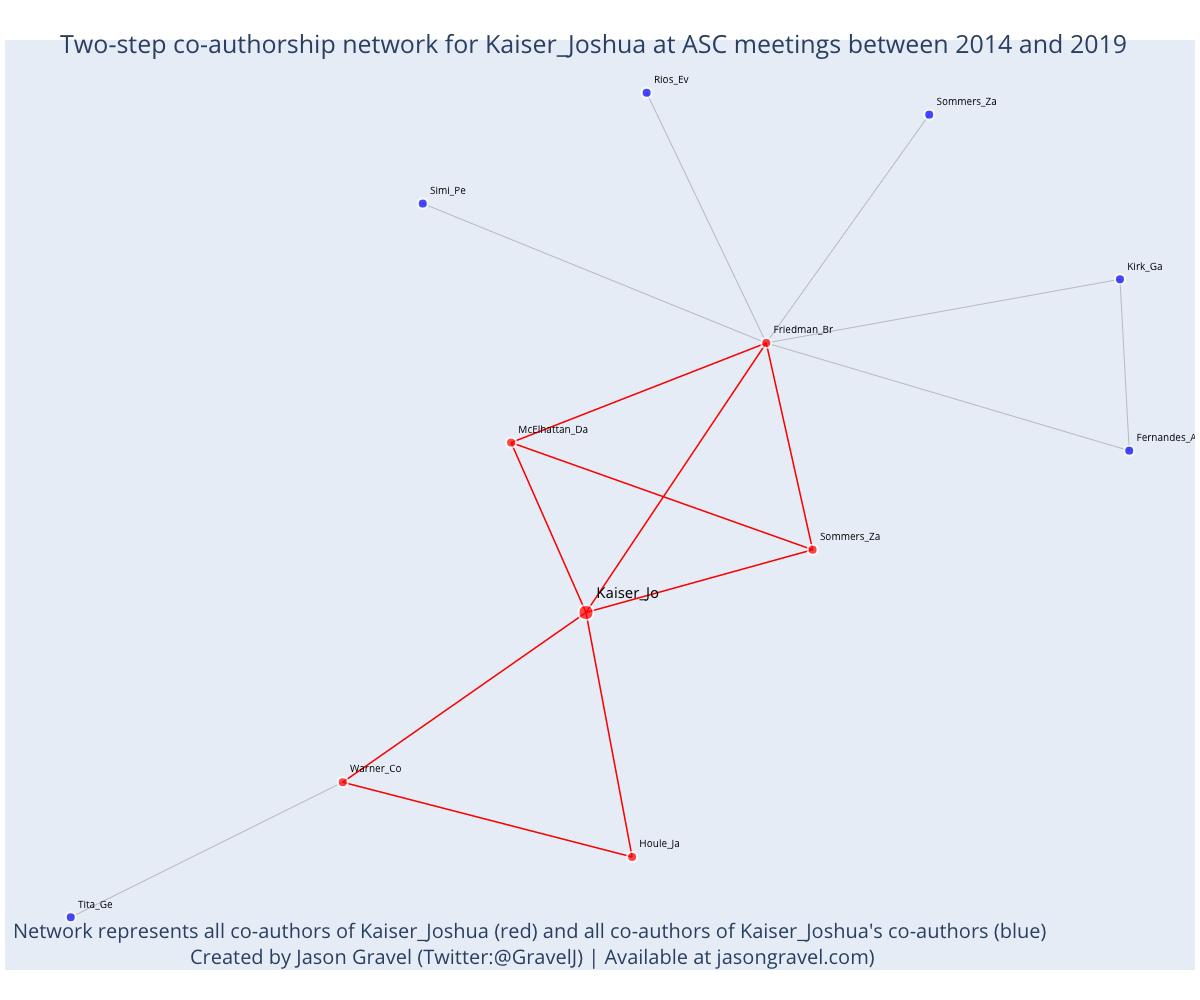 Two-step co-authorship network for Kaiser_Joshua at ASC meetings between 2014 and 2019
Rios_Ev
Sommers_Za
Simi_Pe
Kirk_Ga
Friedman_Br
McElhattan_Da
Fernandes_A
Sommers_Za
Kaiser_Jo
Warner_Co
Houle_Ja
Tita_Ge
Network represents all co-authors of Kaiser_Joshua (red) and all co-authors of Kaiser_Joshua's co-authors (blue)
Created by Jason Gravel (Twitter:@GravelJ) | Available at jasongravel.com)